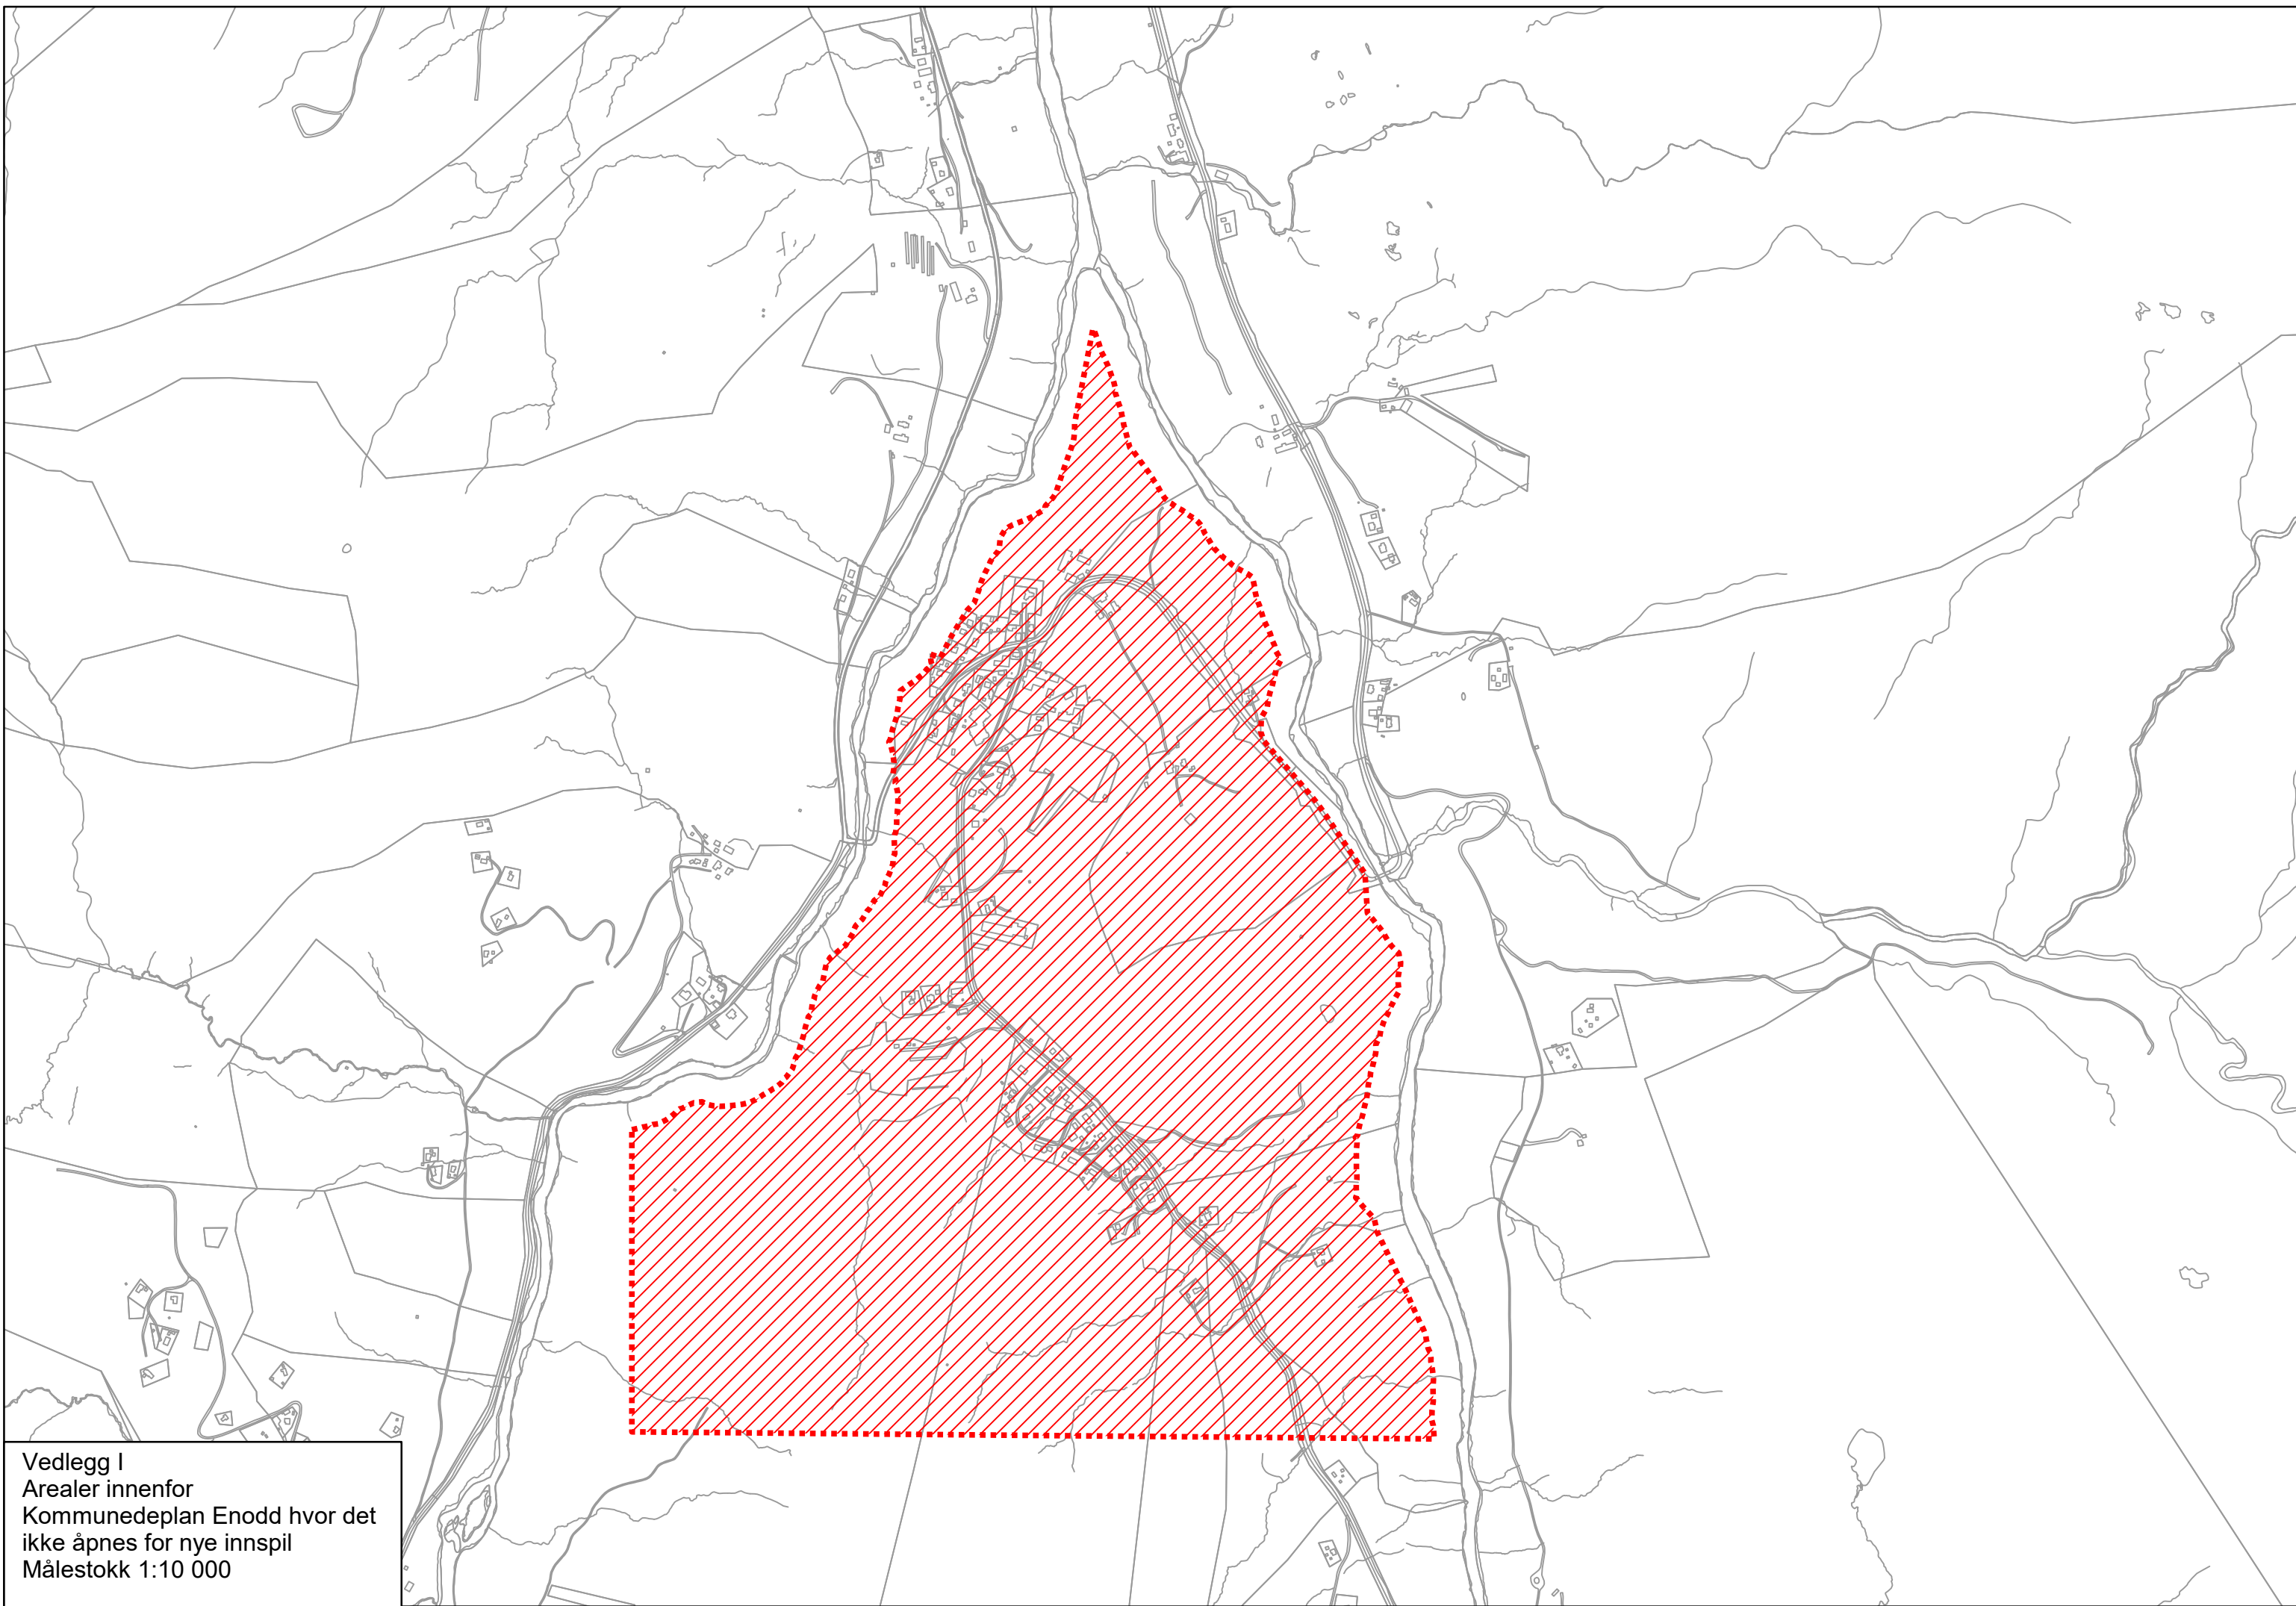 Vedlegg I
Arealer innenfor
Kommunedeplan Enodd hvor det
ikke åpnes for nye innspil
Målestokk 1:10 000